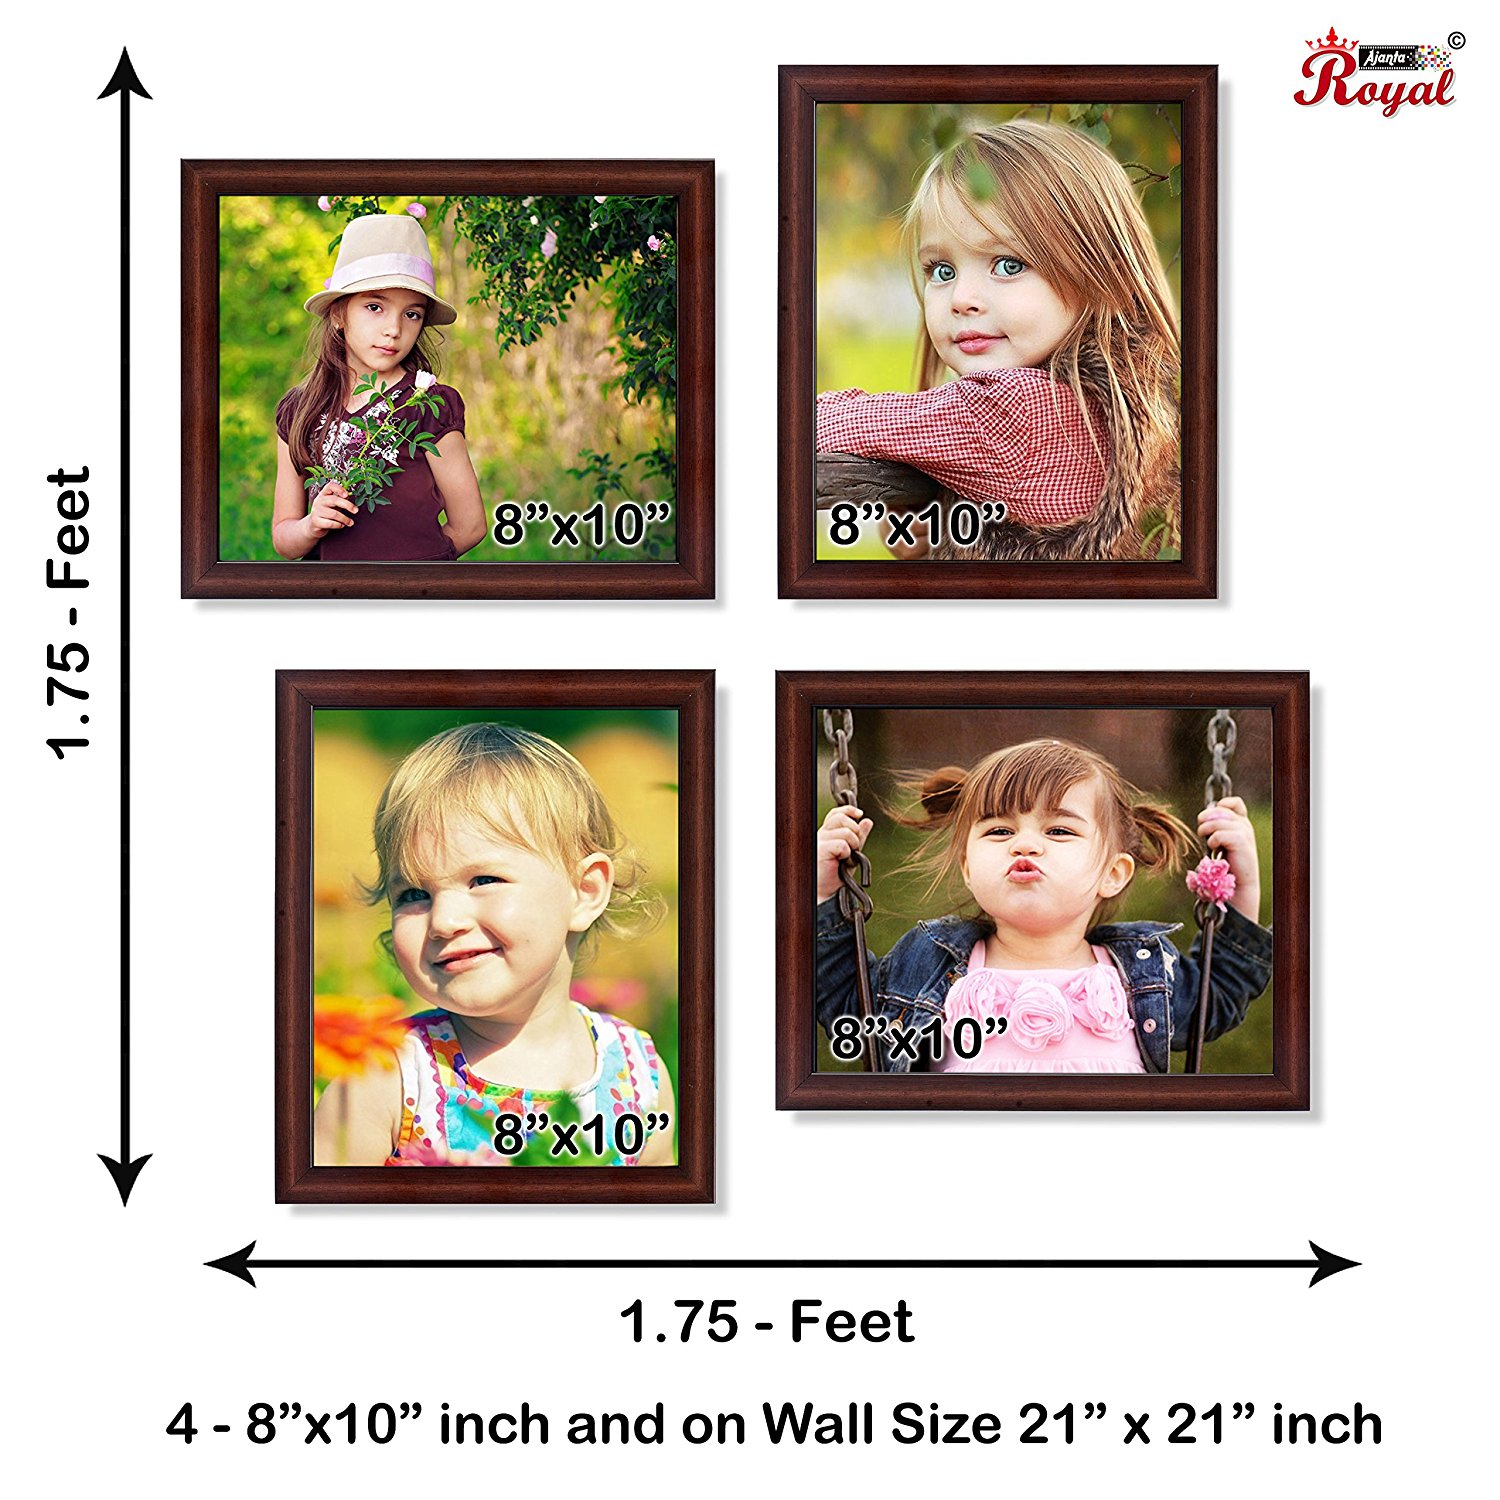 Ajanta ©
Royal
8”x10”
8”x10”
1.75 - Feet
8”x10”
8”x10”
1.75 - Feet
4 - 8”x10” inch and on Wall Size 21” x 21” inch